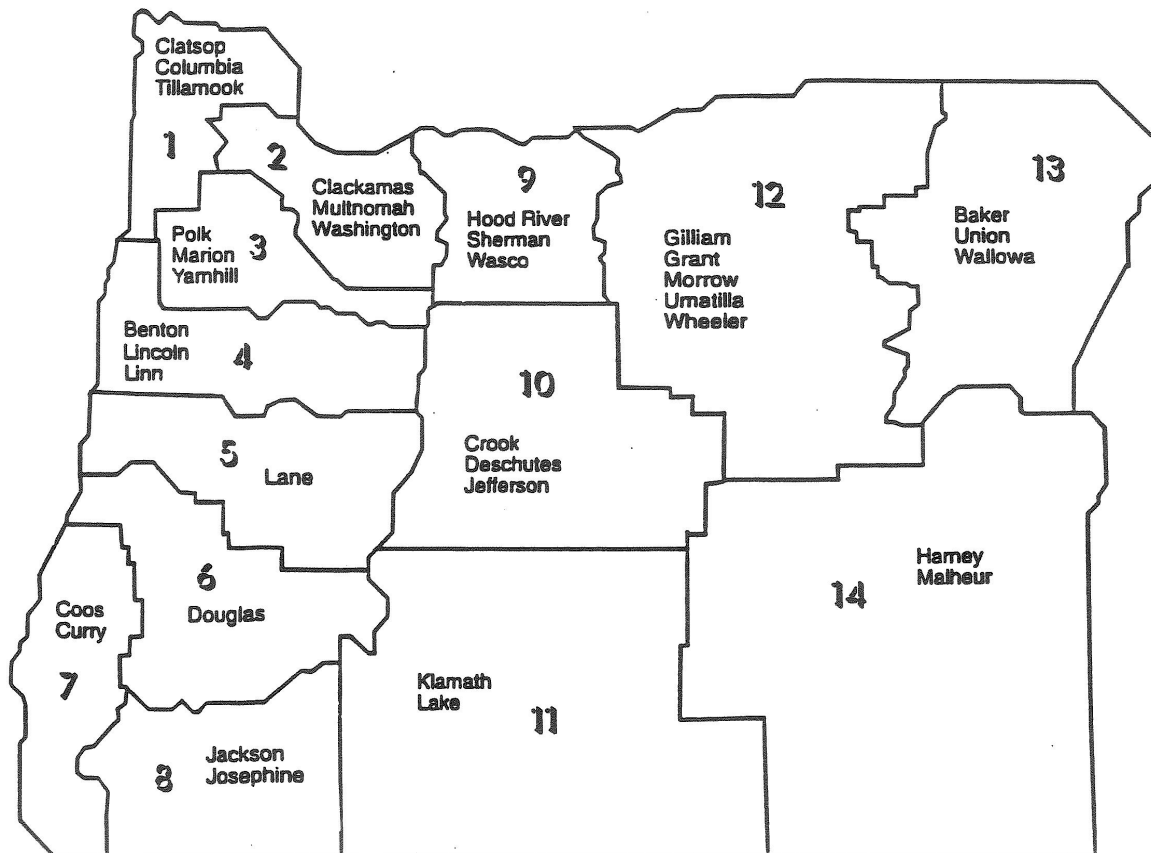 Clatsop
Columbia
Tillamook
1
2
Clackamas
Multnomah
Washington
Polk
Marion
Yamhill
3
Benton
Lincoln
Linn
4
5
Lane
6
Douglas
Coos
Curry
7
8
Jackson
Josephine
9
Hood River
Sherman
Wasco
10
Crook
Deschutes
Jefferson
Klamath
Lake
11
12
Gilliam
Grant
Morrow
Umatilla
Wheeler
13
Baker
Union
Wallowa
Harney
Malheur
14